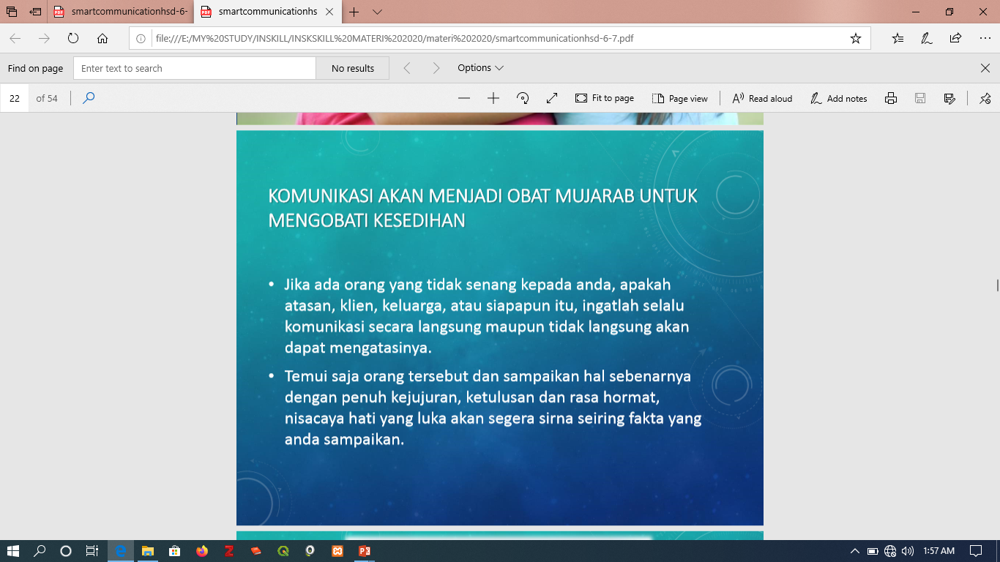 smartcommunicationhsd-6-
smartcommunicationhs
file:///E:/MY%20STUDY/INSKILL/INSKSKILL%20MATERI%202020/materi%202020/smartcommunicationhsd-6-7.pdf
Find on page
Enter text to search
No results
Options
22
of 54
Fit to page
Page view
Read aloud
Add notes
KOMUNIKASI AKAN MENJADI OBAT MUJARAB UNTUK
MENGOBATI KESEDIHAN
• Jika ada orang yang tidak senang kepada anda, apakah
atasan, klien, keluarga, atau siapapun itu, ingatlah selalu
komunikasi secara langsung maupun tidak langsung akan
dapat mengatasinya.
• Temui saja orang tersebut dan sampaikan hal sebenarnya
dengan penuh kejujuran, ketulusan dan rasa hormat,
nisacaya hati yang luka akan segera sirna seiring fakta yang
anda sampaikan.
1:57 AM